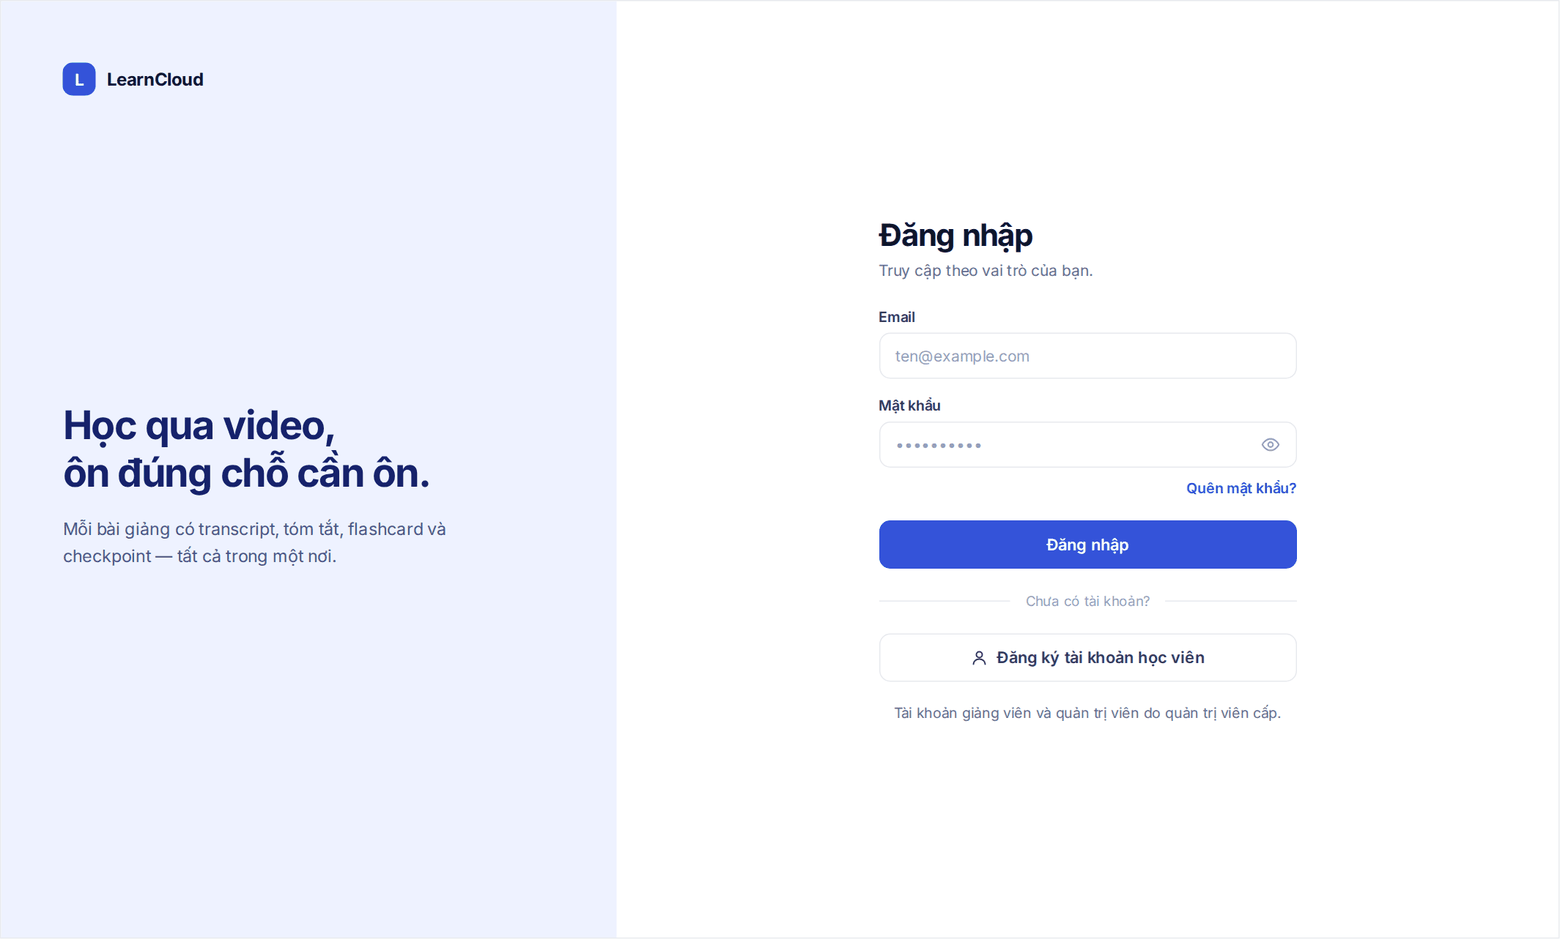 L LearnCloud
Học qua video,
ôn đúng chỗ cần ôn.
Mỗi bài giảng có transcript, tóm tắt, flashcard và
checkpoint — tất cả trong một nơi.
Đăng nhập
Truy cập theo vai trò của bạn.
Email
ten@example.com
Mật khẩu
••••••••••
Quên mật khẩu?
Đăng nhập
Chưa có tài khoản?
Đăng ký tài khoản học viên
Tài khoản giảng viên và quản trị viên do quản trị viên cấp.